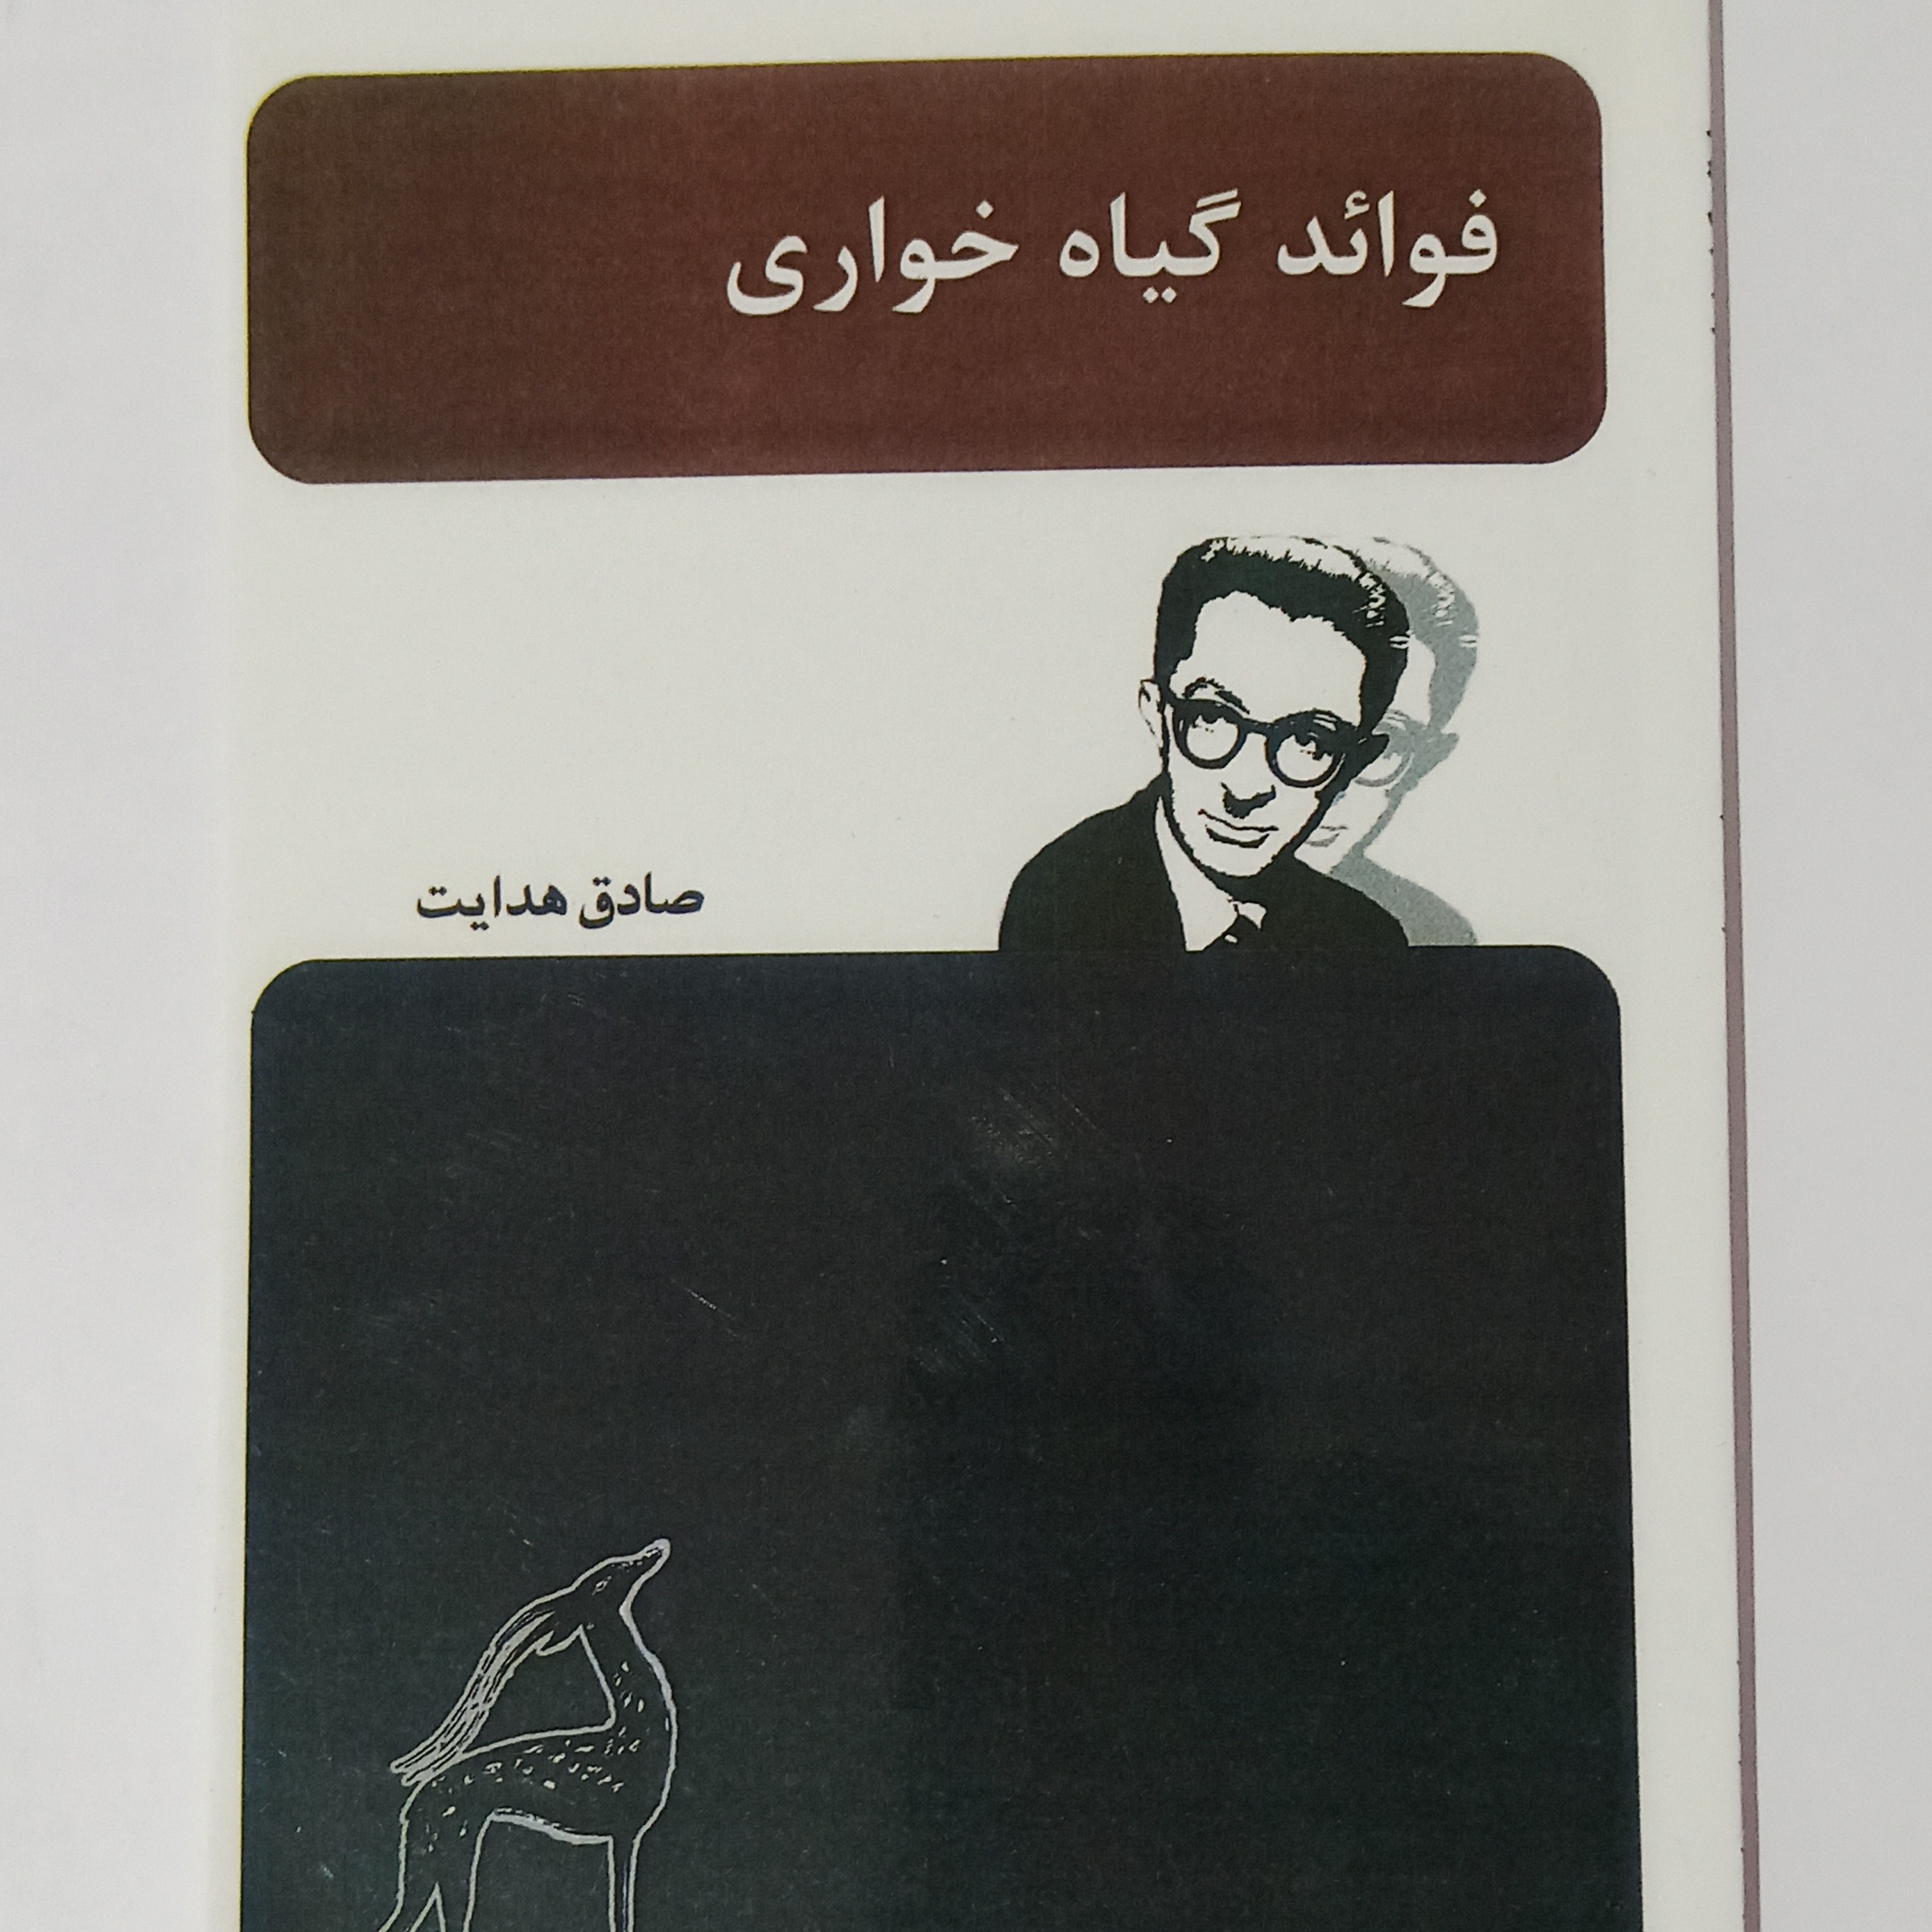 فوائد گیاه خواری
صادق هدایت